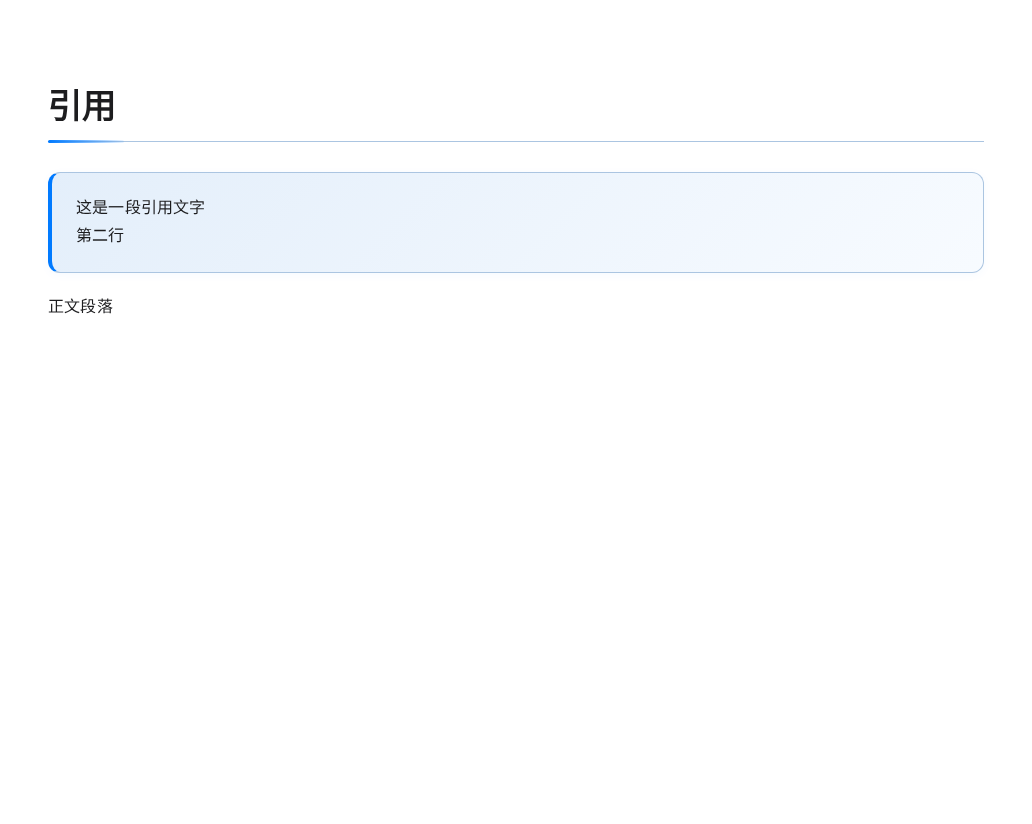 引用
这是一段引用文字
第二行
正文段落